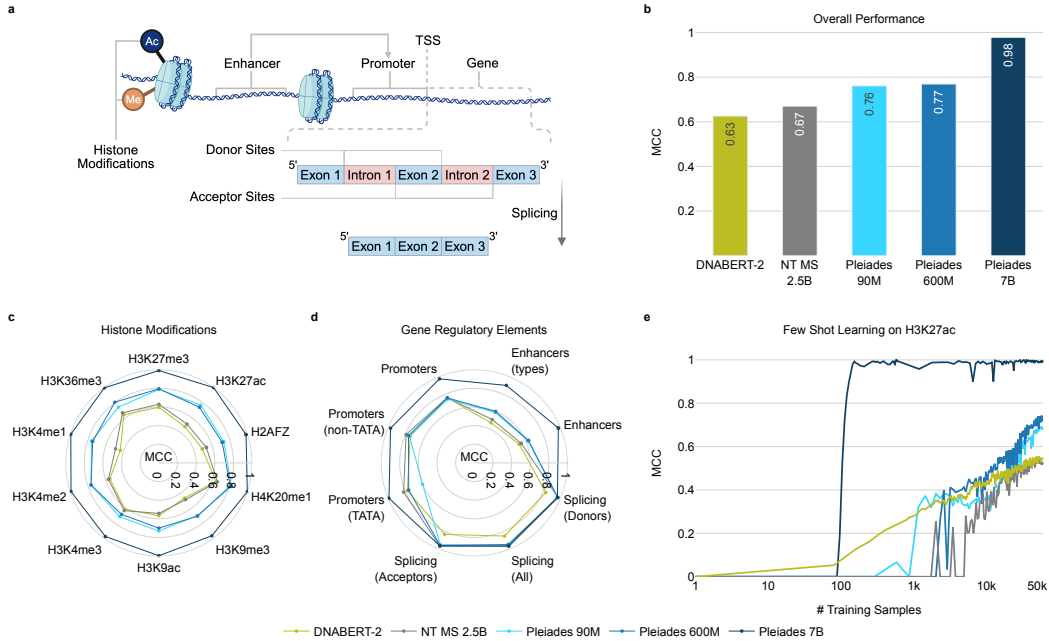 a
Ac
Me
Enhancer
Promoter
TSS
Gene
Histone
Modifications
Donor Sites
5'
3'
Exon 1
Intron 1
Exon 2
Intron 2
Exon 3
Acceptor Sites
Splicing
5'
3'
Exon 1
Exon 2
Exon 3
b
Overall Performance
MCC
1
0.8
0.6
0.4
0.2
0.63
0.67
0.76
0.77
0.98
DNABERT-2
NT MS
2.5B
Pleiades
90M
Pleiades
600M
Pleiades
7B
c
Histone Modifications
H3K27me3
H3K27ac
H2AFZ
H4K20me1
H3K9me3
H3K9ac
H3K4me3
H3K4me2
H3K4me1
H3K36me3
MCC
0
0.2
0.4
0.6
0.8
1
d
Gene Regulatory Elements
Enhancers
(types)
Enhancers
Splicing
(Donors)
Splicing
(All)
Splicing
(Acceptors)
Promoters
(TATA)
Promoters
(non-TATA)
Promoters
MCC
0
0.2
0.4
0.6
0.8
1
e
Few Shot Learning on H3K27ac
MCC
1
0.8
0.6
0.4
0.2
0
1
10
100
1k
10k
50k
# Training Samples
DNABERT-2
NT MS 2.5B
Pleiades 90M
Pleiades 600M
Pleiades 7B